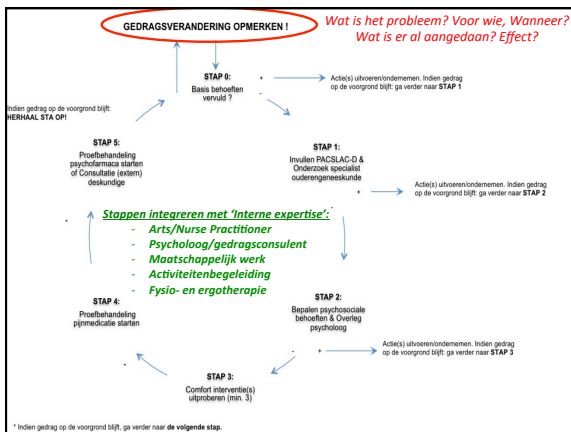 GEDRAGSVERANDERING OPMERKEN !
Wat is het probleem? Voor wie, Wanneer?
Wat is er al aangedaan? Effect?
STAP 0:
Basis behoeften
vervuld ?
+
-
Actie(s) uitvoeren/ondernemen. Indien gedrag
op de voorgrond blijft: ga verder naar STAP 1
Indien gedrag op de voorgrond blijft:
HERHAAL STA OP!
STAP 5:
Proefbehandeling
psychofarmaca starten
of Consultatie (extern)
deskundige
STAP 1:
Invullen PACSLAC-D &
Onderzoek specialist
ouderengeneeskunde
+
-
Actie(s) uitvoeren/ondernemen. Indien gedrag
op de voorgrond blijft: ga verder naar STAP 2
*
Stappen integreren met ‘Interne expertise’:
- Arts/Nurse Practitioner
- Psycholoog/gedragsconsulent
- Maatschappelijk werk
- Activiteitenbegeleiding
- Fysio- en ergotherapie
STAP 4:
Proefbehandeling
pijnmedicatie starten
STAP 2:
Bepalen psychosociale
behoeften & Overleg
psycholoog
-
+
Actie(s) uitvoeren/ondernemen. Indien gedrag
op de voorgrond blijft: ga verder naar STAP 3
*
STAP 3:
Comfort interventie(s)
uitproberen (min. 3)
* Indien gedrag op de voorgrond blijft, ga verder naar de volgende stap.